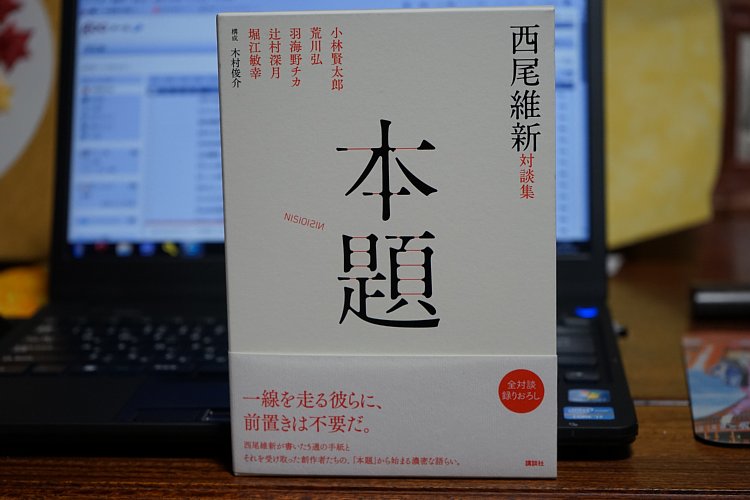 西尾維新
対談集
本題
NISIOISIN
小林賢太郎
荒川弘
羽海野チカ
辻村深月
堀江敏幸
構成 木村俊介
全対談
録りおろし
一線を走る彼らに、
前置きは不要だ。
西尾維新が書いた5通の手紙と
それを受け取った創作者たちの、「本題」から始まる濃密な語らい。
講談社